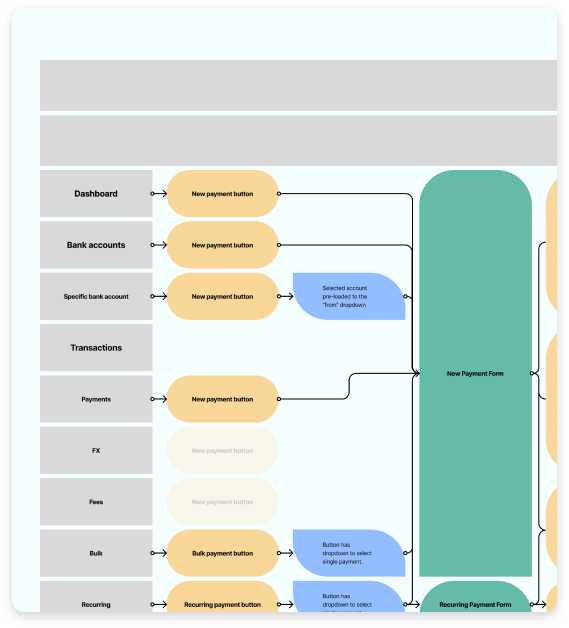 Dashboard
New payment button
Bank accounts
New payment button
Specific bank account
New payment button
Selected account
pre-loaded to the
"from" dropdown
Transactions
New Payment Form
Payments
New payment button
FX
New payment button
Fees
New payment button
Bulk
Bulk payment button
Button has
dropdown to select
single payment.
Recurring
Recurring payment button
Button has
dropdown to select
Recurring Payment Form